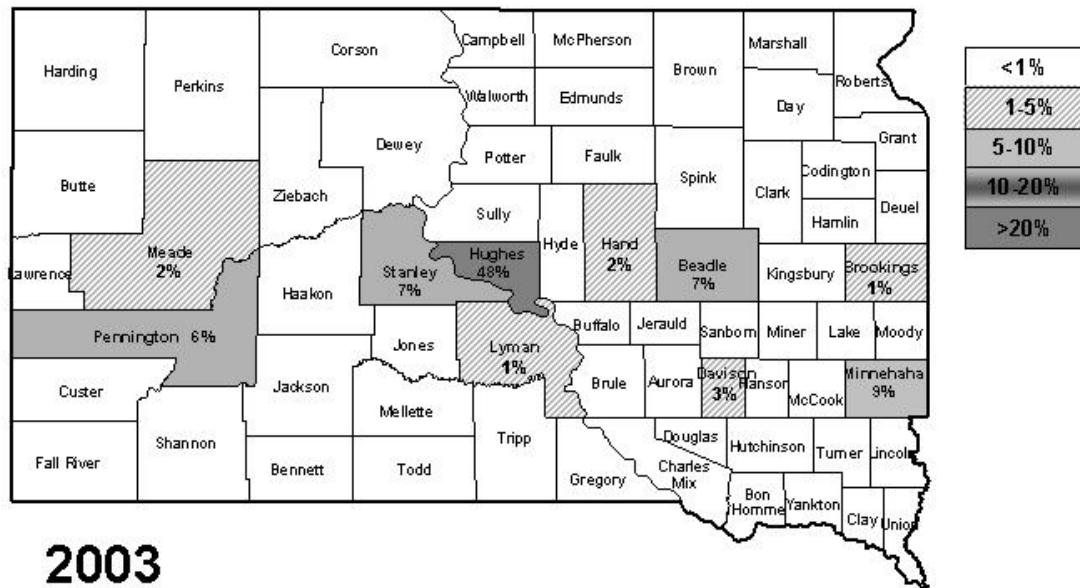 Harding
Perkins
Corson
Campbell
McPherson
Brown
Marshall
Roberts
Walworth
Edmunds
Day
Grant
Butte
Ziebach
Dewey
Potter
Faulk
Spink
Clark
Codington
Hamlin
Deuel
Lawrence
Meade
2%
Haakon
Stanley
7%
Sully
Hughes
48%
Hyde
Hand
2%
Beadle
7%
Kingsbury
Brookings
1%
Pennington 6%
Jones
Lyman
1%
Buffalo
Jerauld
Sanborn
Miner
Lake
Moody
Custer
Jackson
Mellette
Brule
Aurora
Davison
3%
Hanson
McCook
Minnehaha
9%
Fall River
Shannon
Bennett
Todd
Tripp
Gregory
Charles
Mix
Douglas
Hutchinson
Turner
Lincoln
Bon
Homme
Yankton
Clay
Union
<1%
1-5%
5-10%
10-20%
>20%
2003